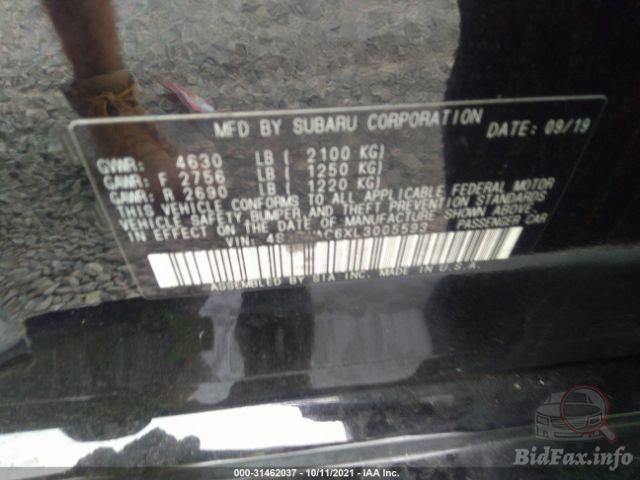 MFD BY SUBARU CORPORATION DATE: 09/19
GVWR: 4630 LB ( 2100 KG)
GAWR: F 2756 LB ( 1250 KG)
GAWR: R 2690 LB ( 1220 KG)
THIS VEHICLE CONFORMS TO ALL APPLICABLE FEDERAL MOTOR
VEHICLE SAFETY, BUMPER, AND THEFT PREVENTION STANDARDS
IN EFFECT ON THE DATE OF MANUFACTURE SHOWN ABOVE.
VIN: PASSENGER CAR
ASSEMBLED BY SIA INC. MADE IN U.S.A.
BidFax.info
000-31462037 - 10/11/2021 - IAA Inc.